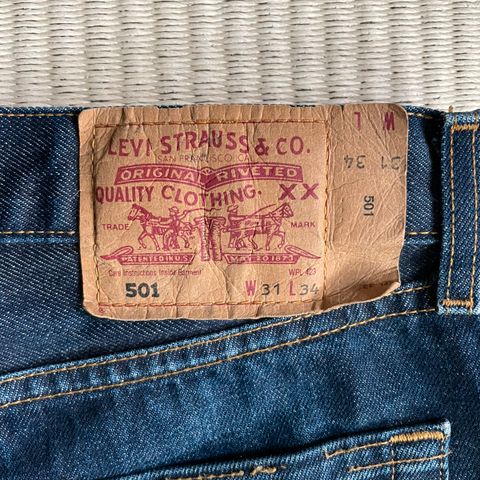 LEVI STRAUSS & CO.
SAN FRANCISCO, CAL
ORIGINAL RIVETED
QUALITY CLOTHING. XX
TRADE MARK
PATENTED IN U.S. MAY 20 1873
Care Instructions Inside Garment WPL 423
501 W 31 L 34
W L
31 34
501